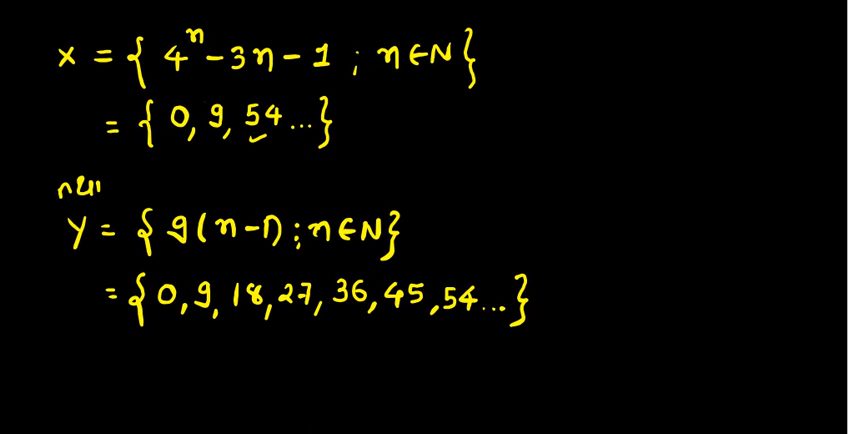 x = { 4ⁿ - 3n - 1 ; n ∈ N }
= { 0, 9, 54 ... }
Y = { 9(n-1) ; n ∈ N }
= { 0, 9, 18, 27, 36, 45, 54 ... }